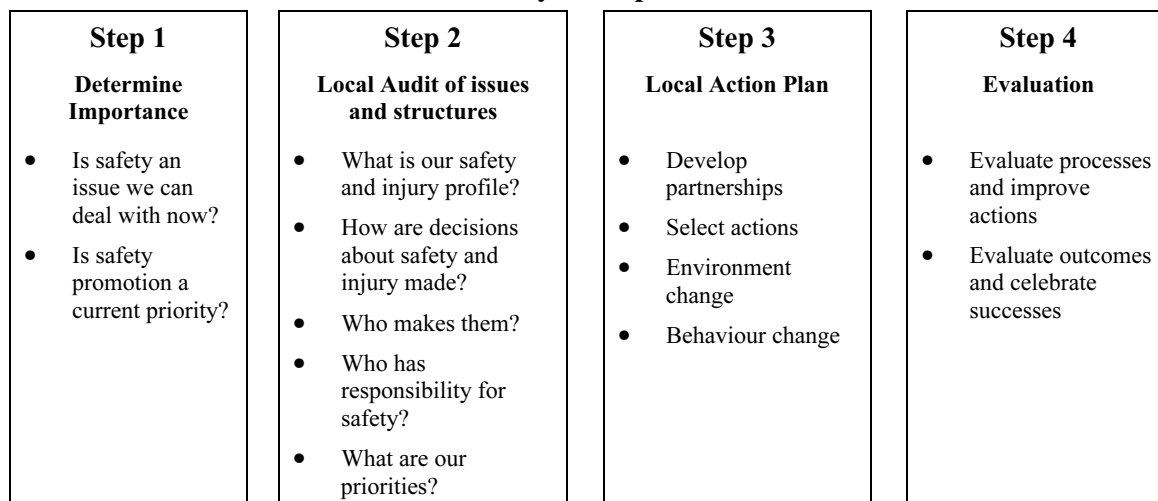 Step 1
Determine
Importance
• Is safety an
issue we can
deal with now?
• Is safety
promotion a
current priority?
Step 2
Local Audit of issues
and structures
• What is our safety
and injury profile?
• How are decisions
about safety and
injury made?
• Who makes them?
• Who has
responsibility for
safety?
• What are our
priorities?
Step 3
Local Action Plan
• Develop
partnerships
• Select actions
• Environment
change
• Behaviour change
Step 4
Evaluation
• Evaluate processes
and improve
actions
• Evaluate outcomes
and celebrate
successes